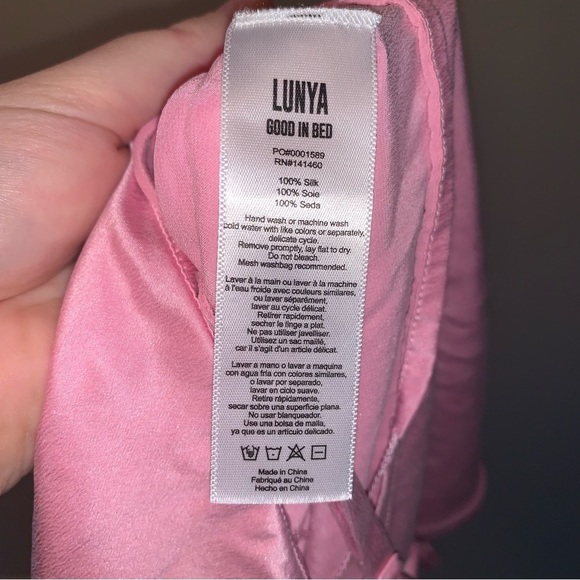 LUNYA
GOOD IN BED
PO#0001589
RN#141460
100% Silk
100% Soie
100% Seda
Hand wash or machine wash
cold water with like colors or separately,
delicate cycle.
Remove promptly, lay flat to dry.
Do not bleach.
Mesh washbag recommended.
Laver à la main ou laver à la machine
à l'eau froide avec couleurs similaires,
ou laver séparément,
laver au cycle délicat.
Retirer rapidement,
secher le linge a plat.
Ne pas utiliser javelliser.
Utilisez un sac maillé,
car il s'agit d'un article délicat.
Lavar a mano o lavar a maquina
con agua fría con colores similares,
o lavar por separado,
lavar en ciclo suave.
Retire rápidamente,
secar sobre una superficie plana.
No usar blanqueador.
Use una bolsa de malla,
ya que es un artículo delicado.
Made in China
Fabriqué au Chine
Hecho en China